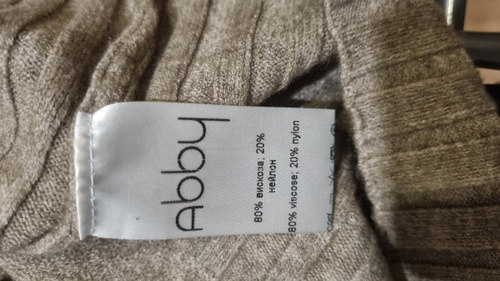 Abby
80% вискоза; 20%
нейлон
80% viscose; 20% nylon